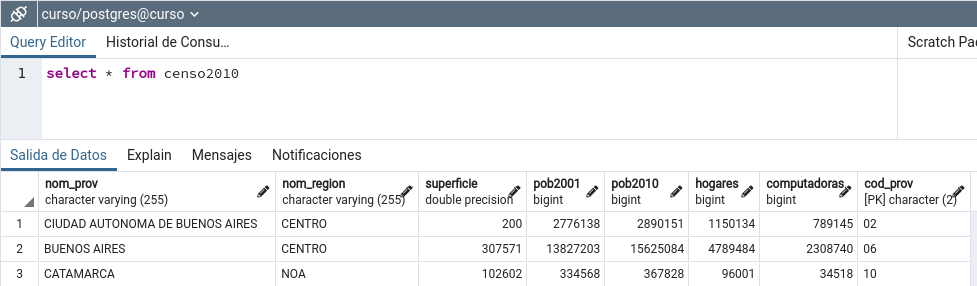 curso/postgres@curso
Query Editor Historial de Consu... Scratch Pa
1 select * from censo2010
Salida de Datos Explain Mensajes Notificaciones
nom_prov nom_region superficie pob2001 pob2010 hogares computadoras cod_prov
character varying (255) character varying (255) double precision bigint bigint bigint bigint [PK] character (2)
1 CIUDAD AUTONOMA DE BUENOS AIRES CENTRO 200 2776138 2890151 1150134 789145 02
2 BUENOS AIRES CENTRO 307571 13827203 15625084 4789484 2308740 06
3 CATAMARCA NOA 102602 334568 367828 96001 34518 10